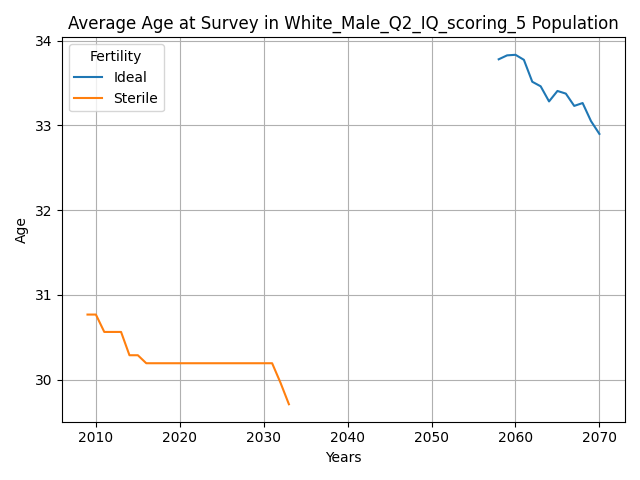 Average Age at Survey in White_Male_Q2_IQ_scoring_5 Population
Fertility
Ideal
Sterile
34
33
32
31
30
Age
2010 2020 2030 2040 2050 2060 2070
Years